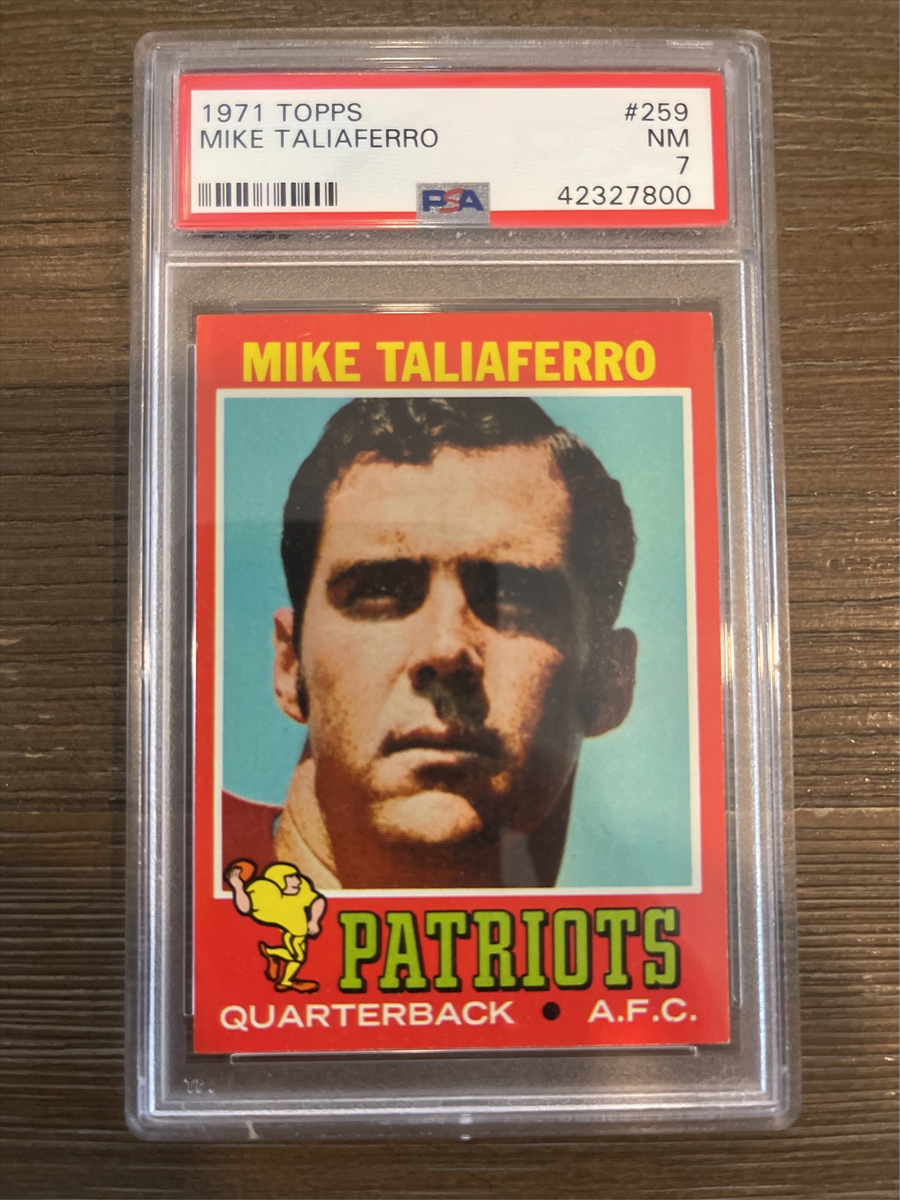 1971 TOPPS #259
MIKE TALIAFERRO NM
7
PSA 42327800
MIKE TALIAFERRO
PATRIOTS
QUARTERBACK • A.F.C.